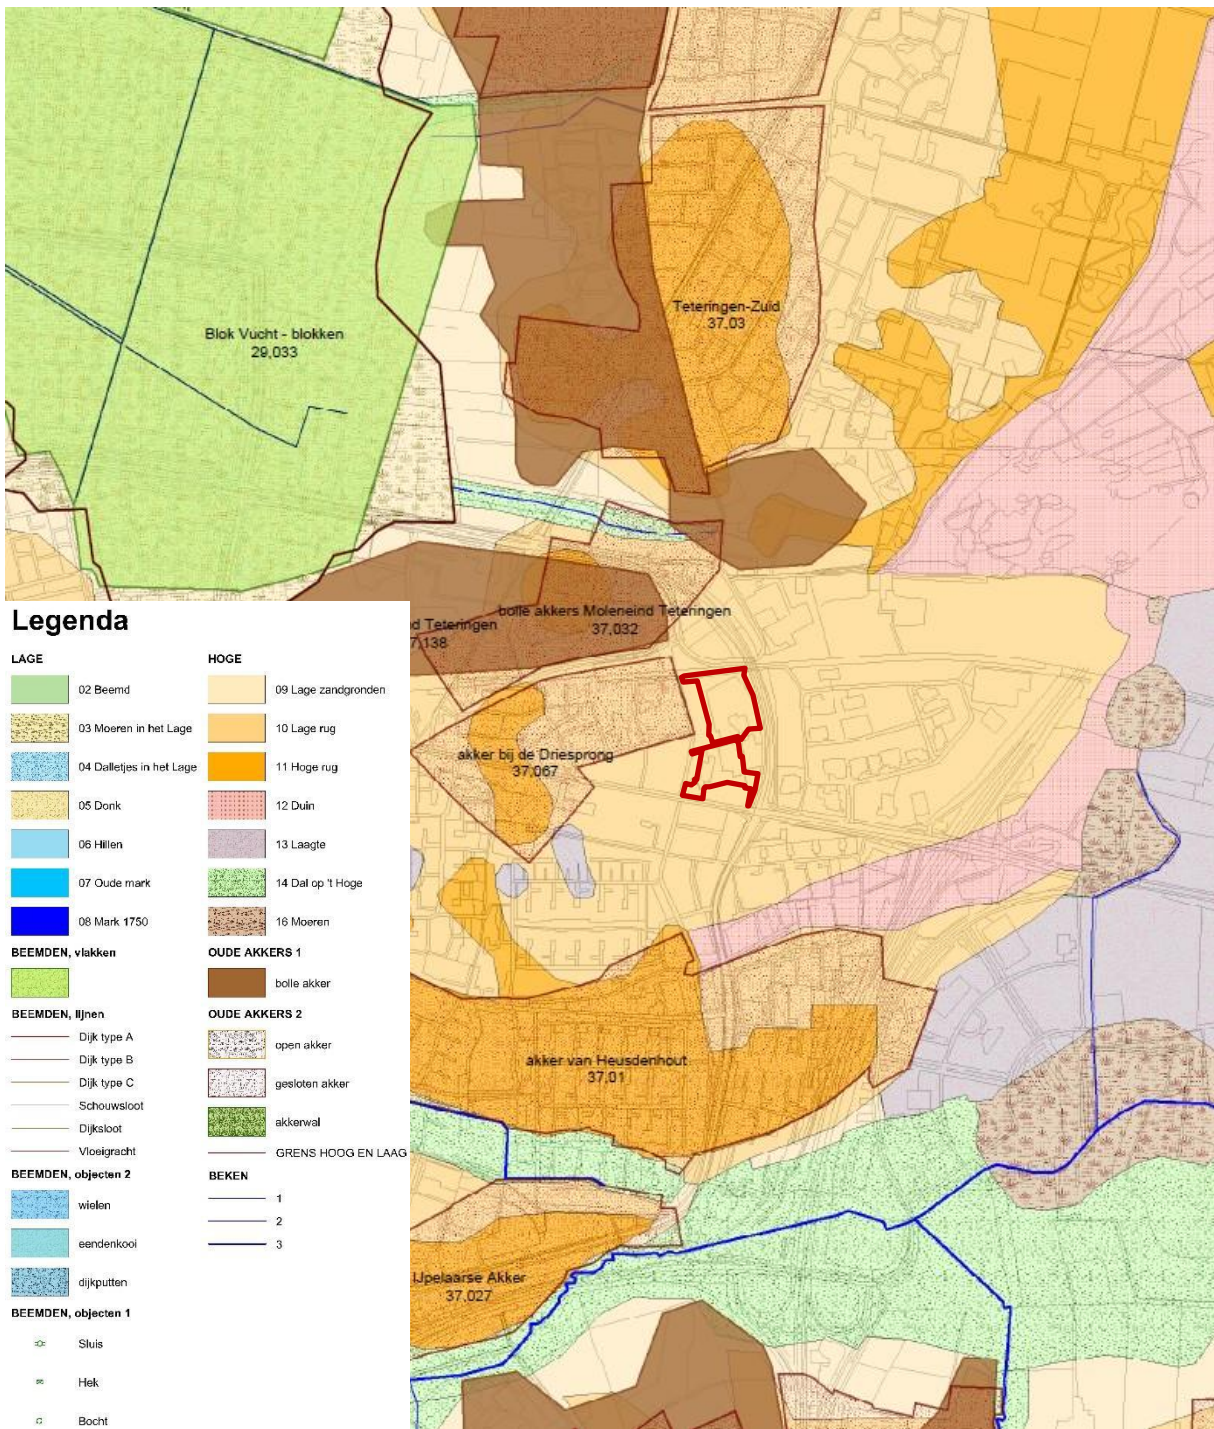 Teteringen-Zuid
37,03
Blok Vucht - blokken
29,033
bolle akkers Moleneind Teteringen
37,032
d Teteringen
7,138
akker bij de Driesprong
37,067
akker van Heusdenhout
37,01
IJpelaarse Akker
37,027
Legenda
LAGE
02 Beemd
03 Moeren in het Lage
04 Dalletjes in het Lage
05 Donk
06 Hillen
07 Oude mark
08 Mark 1750
BEEMDEN, vlakken
BEEMDEN, lijnen
Dijk type A
Dijk type B
Dijk type C
Schouwsloot
Dijksloot
Vloeigracht
BEEMDEN, objecten 2
wielen
eendenkooi
dijkputten
BEEMDEN, objecten 1
Sluis
Hek
Bocht
HOGE
09 Lage zandgronden
10 Lage rug
11 Hoge rug
12 Duin
13 Laagte
14 Dal op 't Hoge
16 Moeren
OUDE AKKERS 1
bolle akker
OUDE AKKERS 2
open akker
gesloten akker
akkerwal
GRENS HOOG EN LAAG
BEKEN
1
2
3